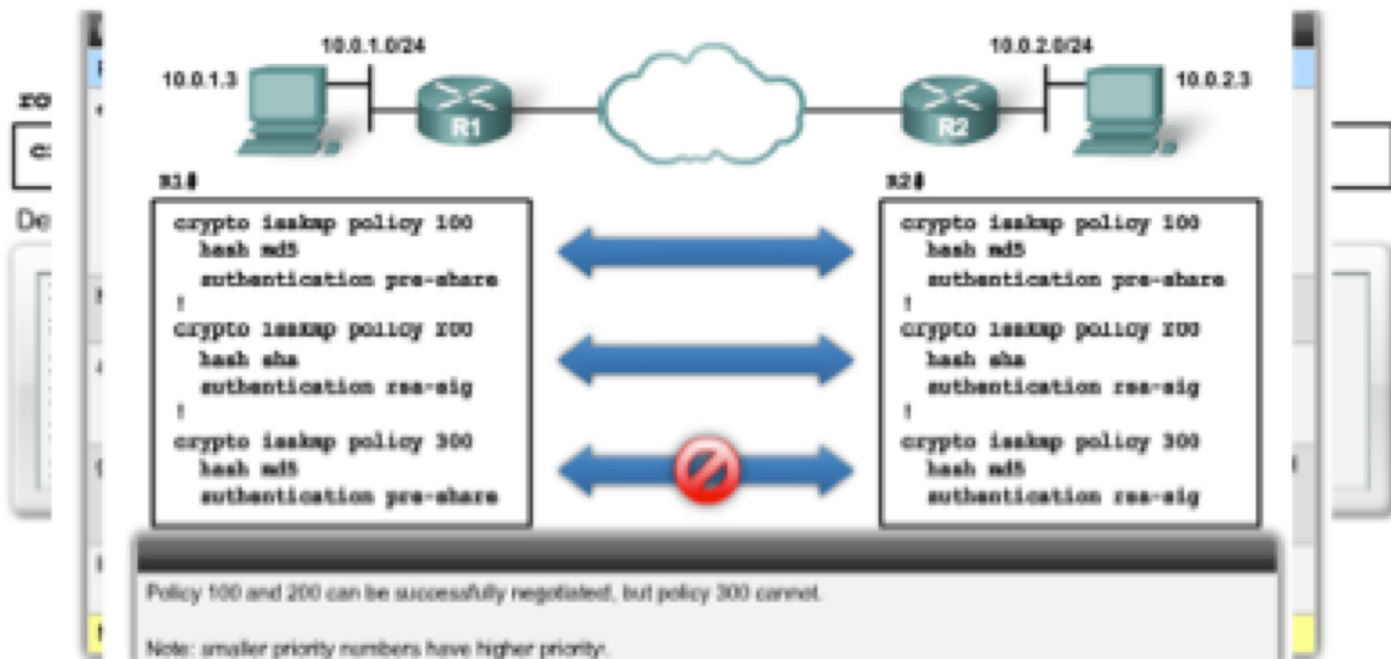 10.0.1.0/24
10.0.2.0/24
10.0.1.3
10.0.2.3
R1
R2
R1#
crypto isakmp policy 100
hash md5
authentication pre-share
!
crypto isakmp policy 200
hash sha
authentication rsa-sig
!
crypto isakmp policy 300
hash md5
authentication pre-share
R2#
crypto isakmp policy 100
hash md5
authentication pre-share
!
crypto isakmp policy 200
hash sha
authentication rsa-sig
!
crypto isakmp policy 300
hash md5
authentication rsa-sig
Policy 100 and 200 can be successfully negotiated, but policy 300 cannot.
Note: smaller priority numbers have higher priority.